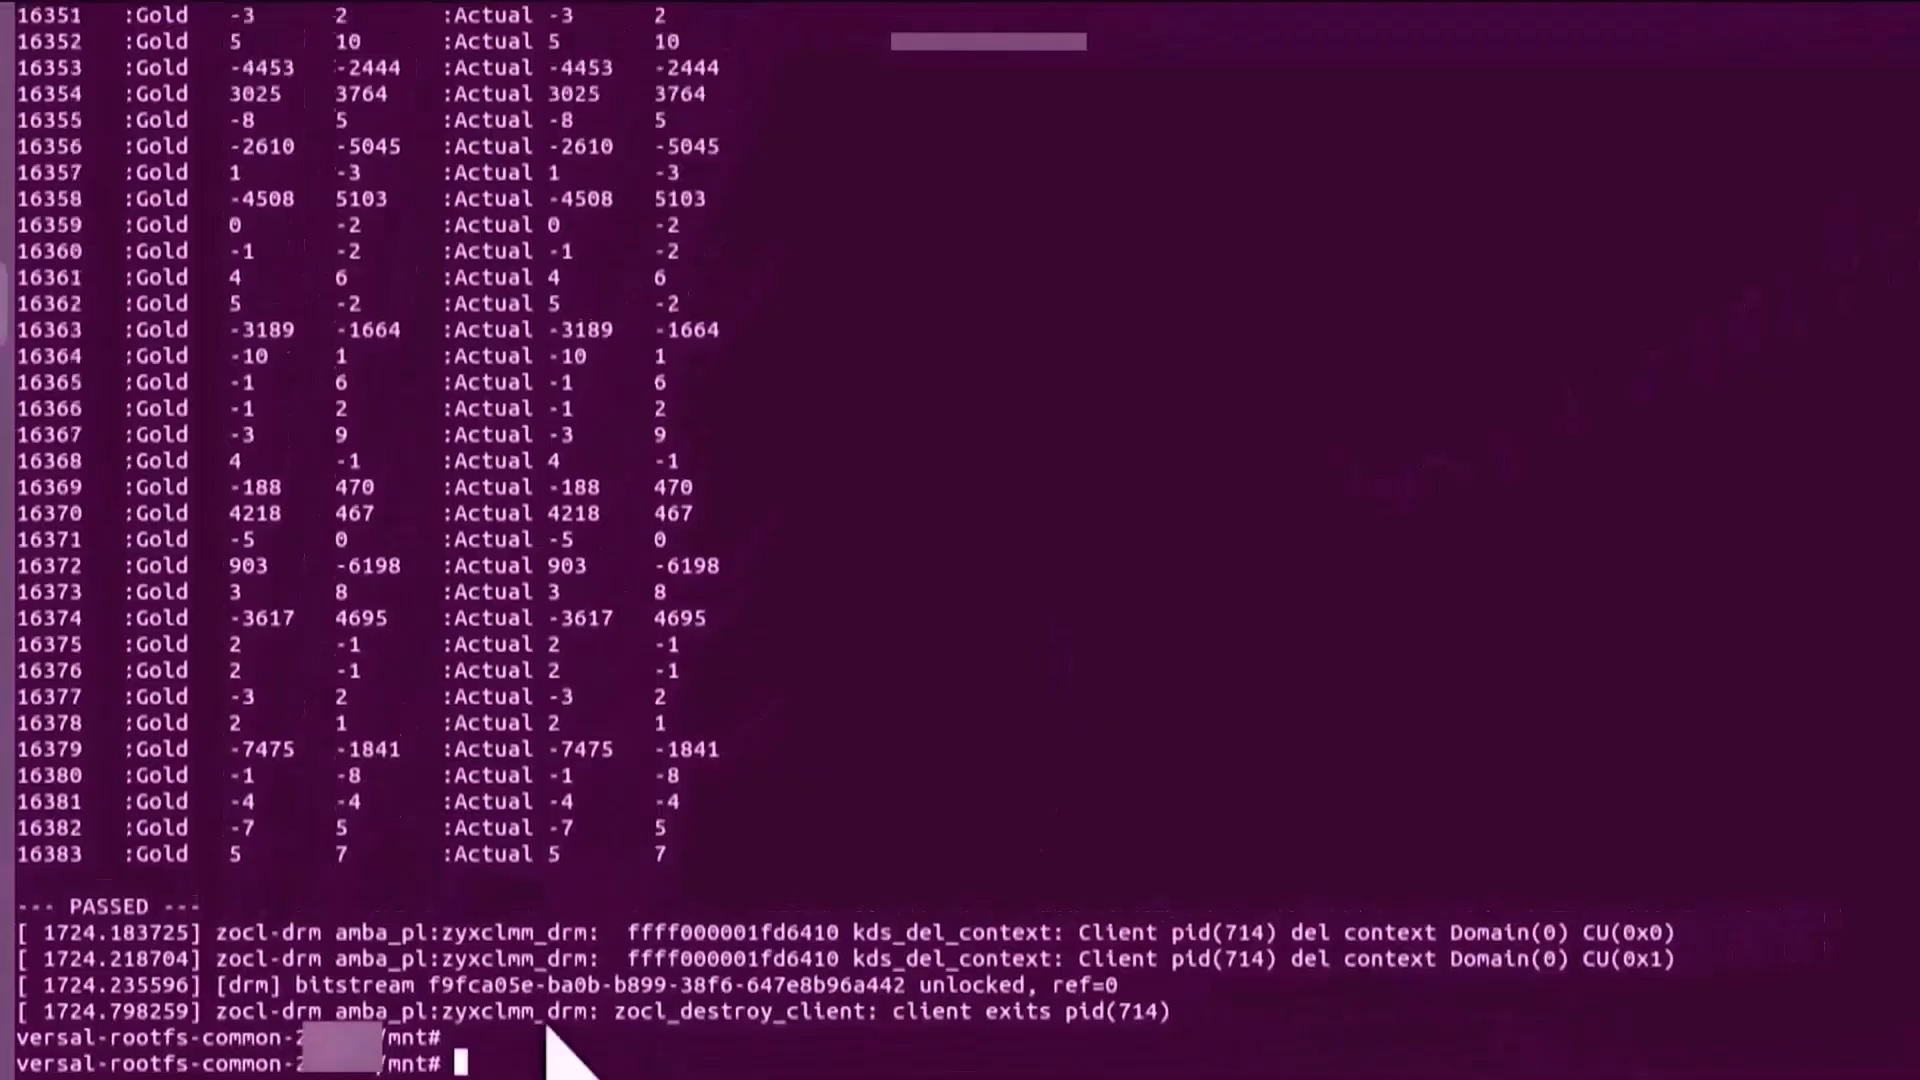 16351 :Gold -3 2 :Actual -3 2
16352 :Gold 5 10 :Actual 5 10
16353 :Gold -4453 -2444 :Actual -4453 -2444
16354 :Gold 3025 3764 :Actual 3025 3764
16355 :Gold -8 5 :Actual -8 5
16356 :Gold -2610 -5045 :Actual -2610 -5045
16357 :Gold 1 -3 :Actual 1 -3
16358 :Gold -4508 5103 :Actual -4508 5103
16359 :Gold 0 -2 :Actual 0 -2
16360 :Gold -1 -2 :Actual -1 -2
16361 :Gold 4 6 :Actual 4 6
16362 :Gold 5 -2 :Actual 5 -2
16363 :Gold -3189 -1664 :Actual -3189 -1664
16364 :Gold -10 1 :Actual -10 1
16365 :Gold -1 6 :Actual -1 6
16366 :Gold -1 2 :Actual -1 2
16367 :Gold -3 9 :Actual -3 9
16368 :Gold 4 -1 :Actual 4 -1
16369 :Gold -188 470 :Actual -188 470
16370 :Gold 4218 467 :Actual 4218 467
16371 :Gold -5 0 :Actual -5 0
16372 :Gold 903 -6198 :Actual 903 -6198
16373 :Gold 3 8 :Actual 3 8
16374 :Gold -3617 4695 :Actual -3617 4695
16375 :Gold 2 -1 :Actual 2 -1
16376 :Gold 2 -1 :Actual 2 -1
16377 :Gold -3 2 :Actual -3 2
16378 :Gold 2 1 :Actual 2 1
16379 :Gold -7475 -1841 :Actual -7475 -1841
16380 :Gold -1 -8 :Actual -1 -8
16381 :Gold -4 -4 :Actual -4 -4
16382 :Gold -7 5 :Actual -7 5
16383 :Gold 5 7 :Actual 5 7
--- PASSED ---
[ 1724.183725] zocl-drm amba_pl:zyxclmm_drm: ffff000001fd6410 kds_del_context: Client pid(714) del context Domain(0) CU(0x0)
[ 1724.218704] zocl-drm amba_pl:zyxclmm_drm: ffff000001fd6410 kds_del_context: Client pid(714) del context Domain(0) CU(0x1)
[ 1724.235596] [drm] bitstream f9fca05e-ba0b-b899-38f6-647e8b96a442 unlocked, ref=0
[ 1724.798259] zocl-drm amba_pl:zyxclmm_drm: zocl_destroy_client: client exits pid(714)
versal-rootfs-common-2 /mnt#
versal-rootfs-common-2 /mnt#